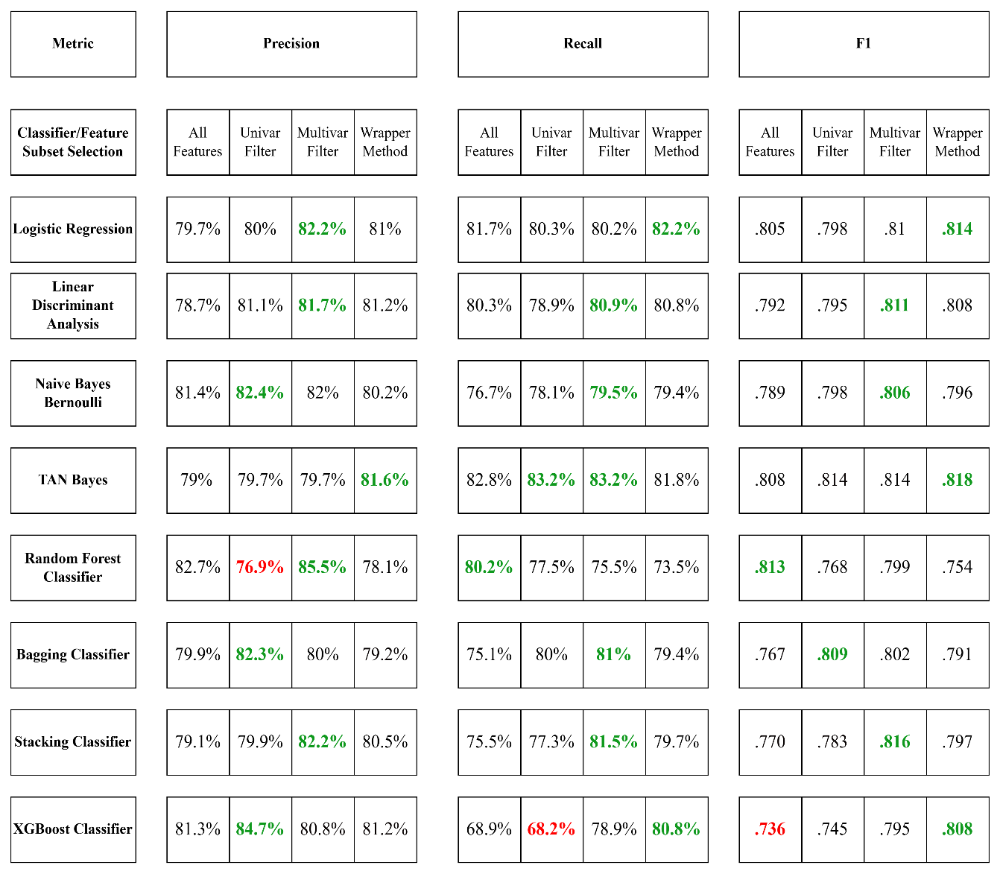 Metric Precision Recall F1
Classifier/Feature Subset Selection All Features Univar Filter Multivar Filter Wrapper Method All Features Univar Filter Multivar Filter Wrapper Method All Features Univar Filter Multivar Filter Wrapper Method
Logistic Regression 79.7% 80% 82.2% 81% 81.7% 80.3% 80.2% 82.2% .805 .798 .81 .814
Linear Discriminant Analysis 78.7% 81.1% 81.7% 81.2% 80.3% 78.9% 80.9% 80.8% .792 .795 .811 .808
Naive Bayes Bernoulli 81.4% 82.4% 82% 80.2% 76.7% 78.1% 79.5% 79.4% .789 .798 .806 .796
TAN Bayes 79% 79.7% 79.7% 81.6% 82.8% 83.2% 83.2% 81.8% .808 .814 .814 .818
Random Forest Classifier 82.7% 76.9% 85.5% 78.1% 80.2% 77.5% 75.5% 73.5% .813 .768 .799 .754
Bagging Classifier 79.9% 82.3% 80% 79.2% 75.1% 80% 81% 79.4% .767 .809 .802 .791
Stacking Classifier 79.1% 79.9% 82.2% 80.5% 75.5% 77.3% 81.5% 79.7% .770 .783 .816 .797
XGBoost Classifier 81.3% 84.7% 80.8% 81.2% 68.9% 68.2% 78.9% 80.8% .736 .745 .795 .808